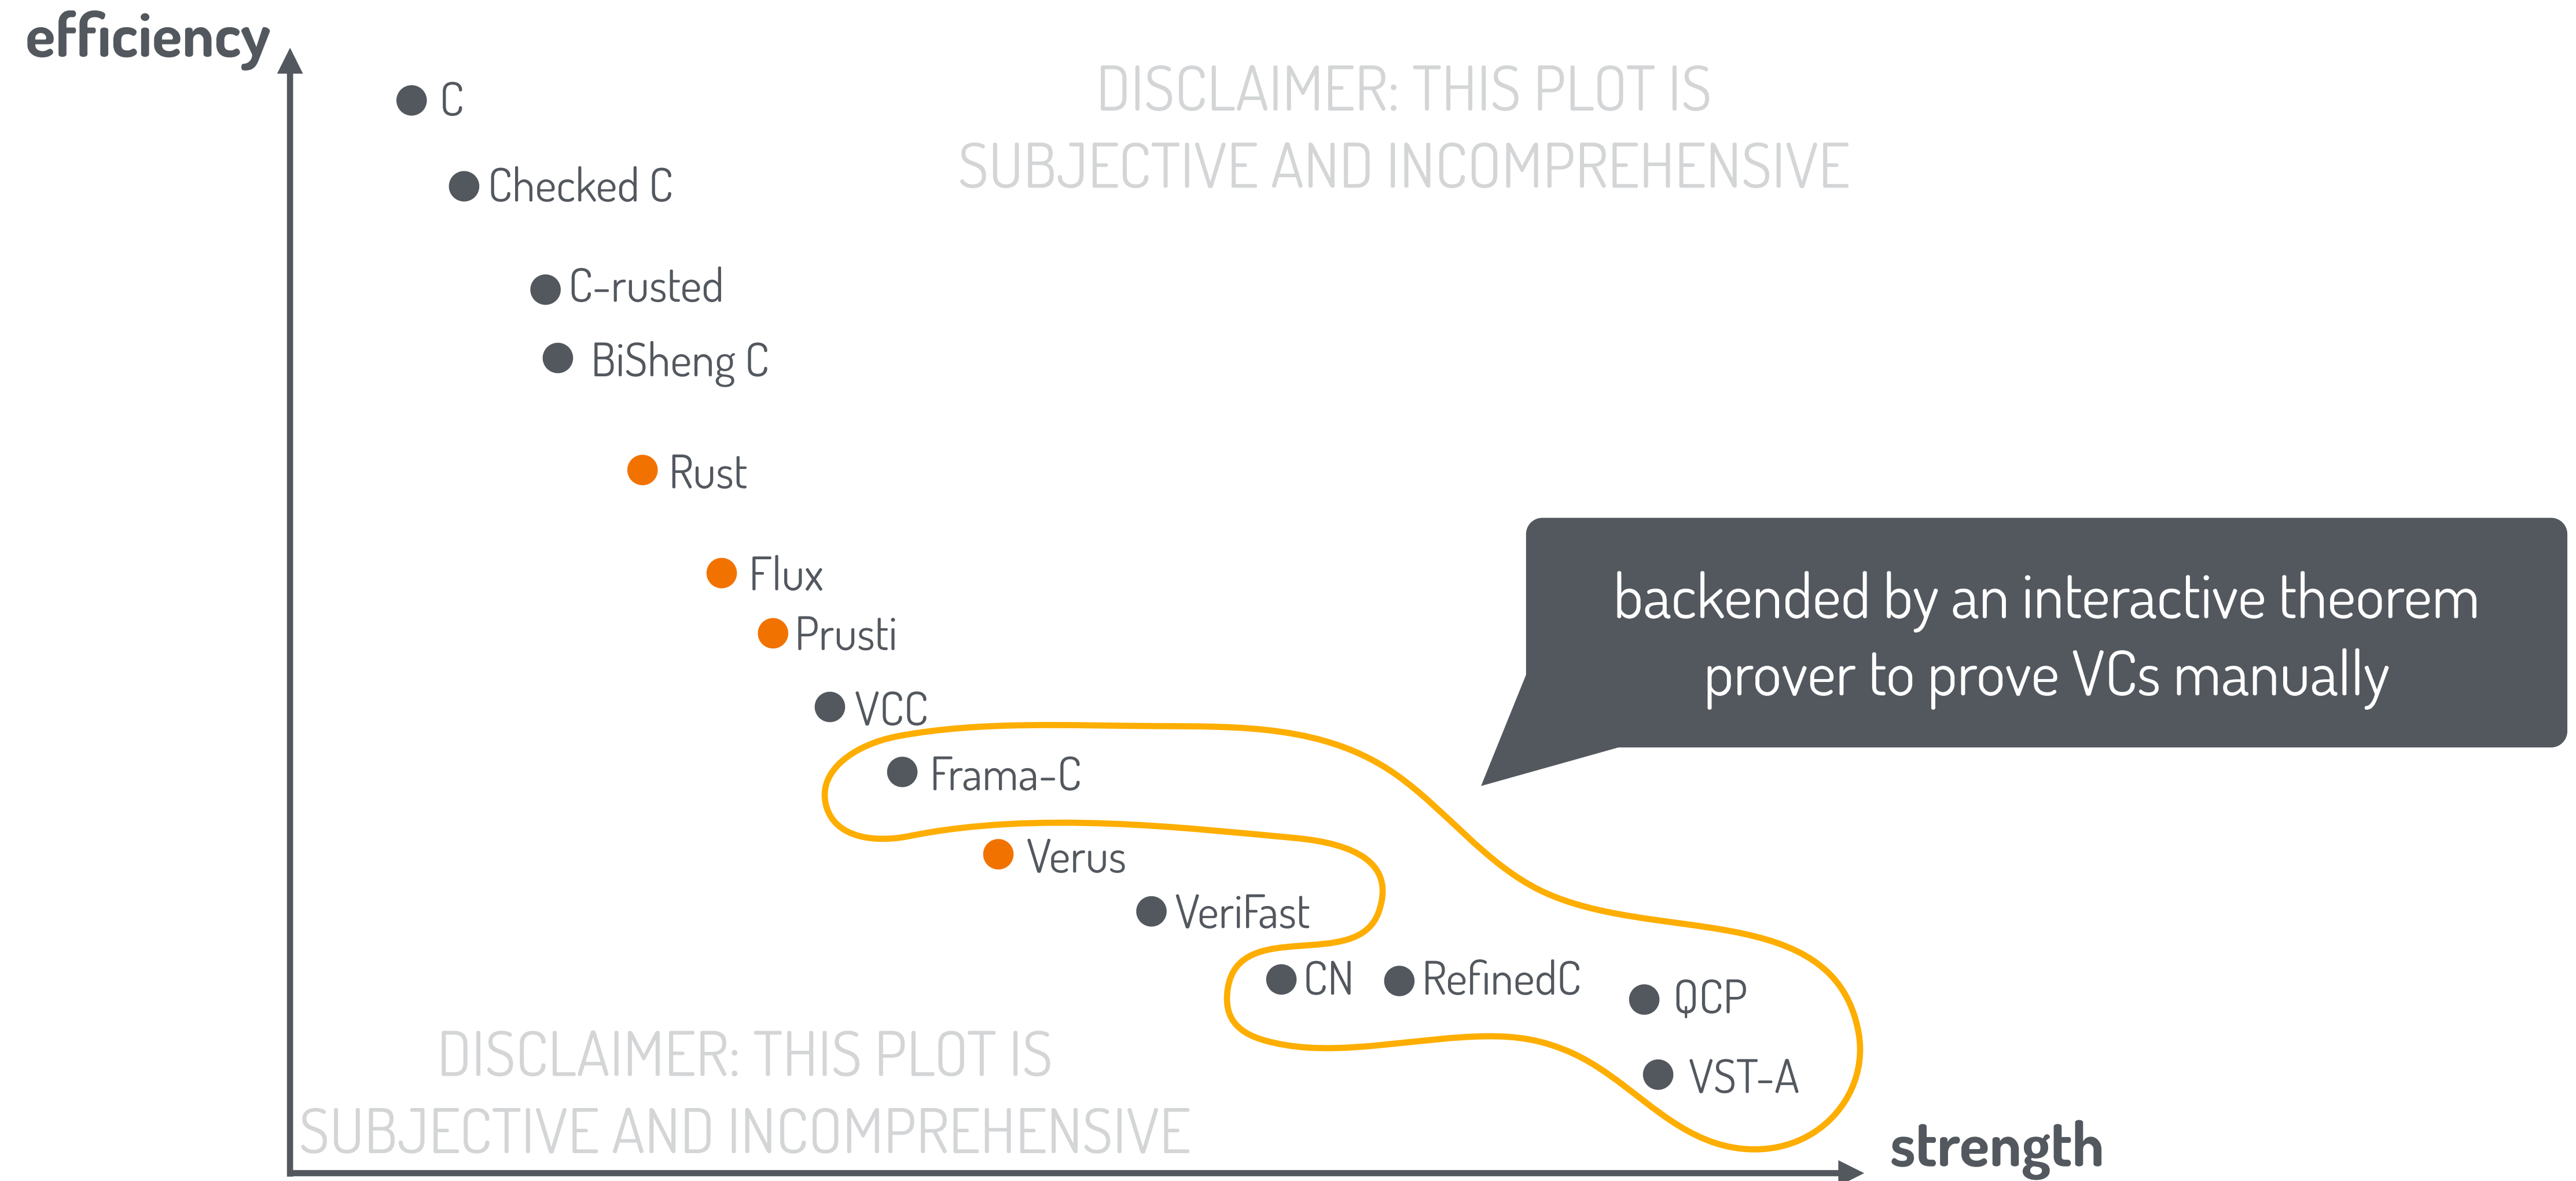 efficiency
C
DISCLAIMER: THIS PLOT IS
SUBJECTIVE AND INCOMPREHENSIVE
Checked C
C-rusted
BiSheng C
Rust
Flux
Prusti
backended by an interactive theorem
prover to prove VCs manually
VCC
Frama-C
Verus
VeriFast
CN
RefinedC
QCP
VST-A
DISCLAIMER: THIS PLOT IS
SUBJECTIVE AND INCOMPREHENSIVE
strength